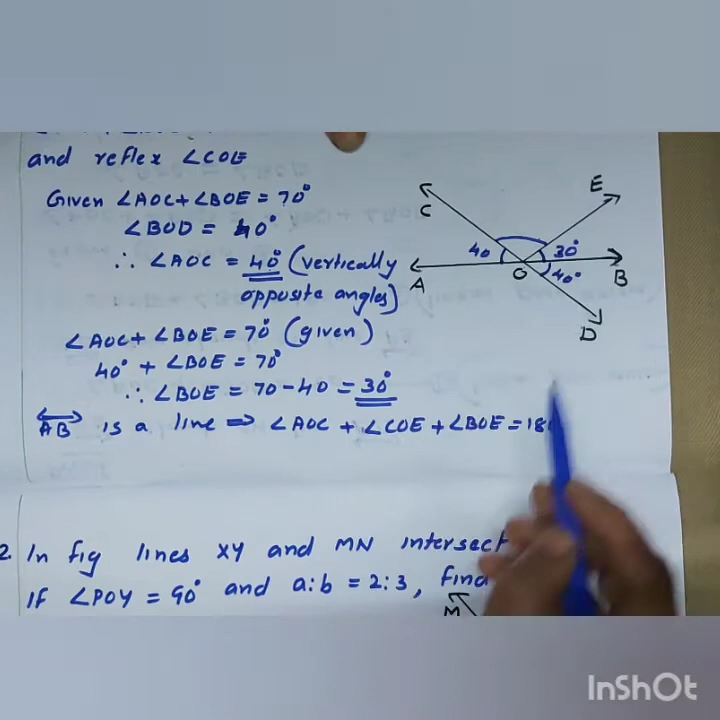 and reflex ∠COE
Given ∠AOC+∠BOE = 70°
∠BOD = 40°
∴ ∠AOC = 40° (vertically
opposite angles)
∠AOC+ ∠BOE = 70° (given)
40° + ∠BOE = 70°
∴ ∠BOE = 70 - 40 = 30°
AB is a line ⇒ ∠AOC + ∠COE + ∠BOE = 18
C
E
40
30°
A
O
40°
B
D
2. In fig lines XY and MN intersect
If ∠POY = 90° and a:b = 2:3, find
M
InShOt